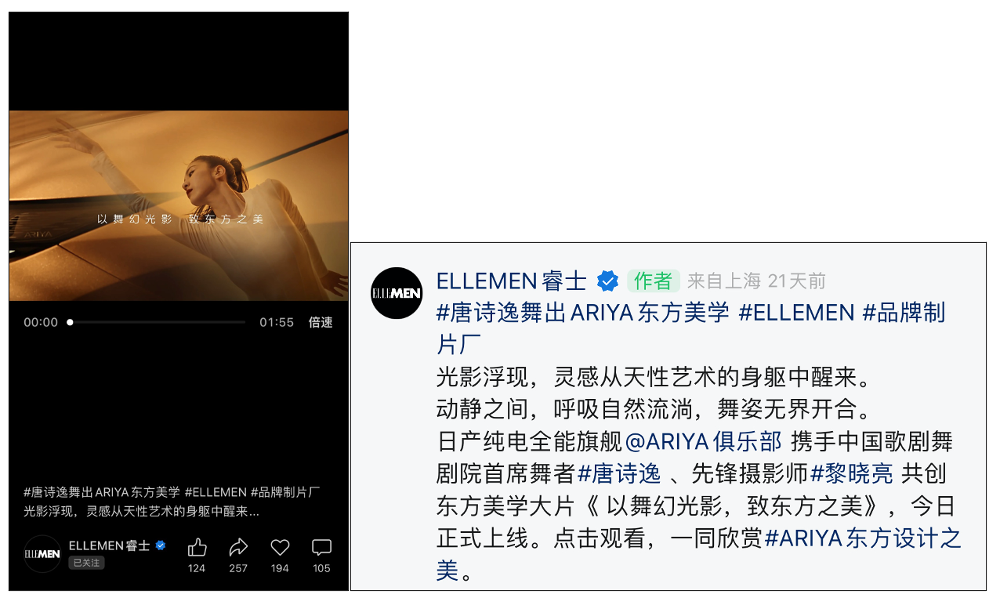 以舞幻光影 致东方之美
ARIYA
00:00
01:55
倍速
#唐诗逸舞出ARIYA东方美学 #ELLEMEN #品牌制片厂
光影浮现，灵感从天性艺术的身躯中醒来...
ELLEMEN
ELLEMEN睿士
已关注
124
257
194
105
ELLEMEN
ELLEMEN睿士 作者 来自上海 21天前
#唐诗逸舞出ARIYA东方美学 #ELLEMEN #品牌制
片厂
光影浮现，灵感从天性艺术的身躯中醒来。
动静之间，呼吸自然流淌，舞姿无界开合。
日产纯电全能旗舰@ARIYA俱乐部 携手中国歌剧舞
剧院首席舞者#唐诗逸 、先锋摄影师#黎晓亮 共创
东方美学大片《 以舞幻光影，致东方之美》，今日
正式上线。点击观看，一同欣赏#ARIYA东方设计之
美。